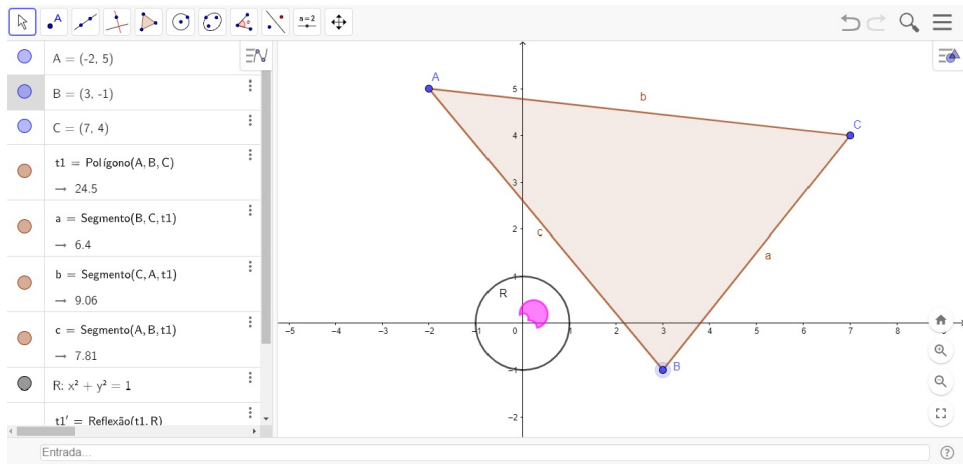 A
a=2
A = (-2, 5)
B = (3, -1)
C = (7, 4)
t1 = Polígono(A, B, C)
→ 24.5
a = Segmento(B, C, t1)
→ 6.4
b = Segmento(C, A, t1)
→ 9.06
c = Segmento(A, B, t1)
→ 7.81
R: x² + y² = 1
t1' = Reflexão(t1, R)
Entrada...
A
b
C
c
a
R
B
5
4
3
2
1
-1
-2
-5 -4 -3 -2 -1 0 1 2 3 4 5 6 7 8